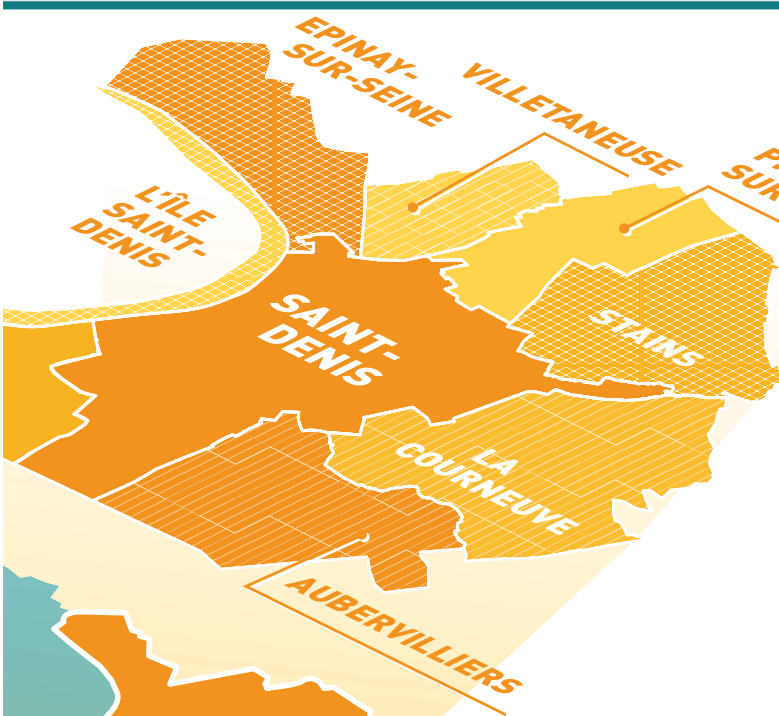 EPINAY-
SUR-SEINE
VILLETANEUSE
L'ÎLE
SAINT-
DENIS
SAINT-
DENIS
STAINS
LA
COURNEUVE
AUBERVILLIERS